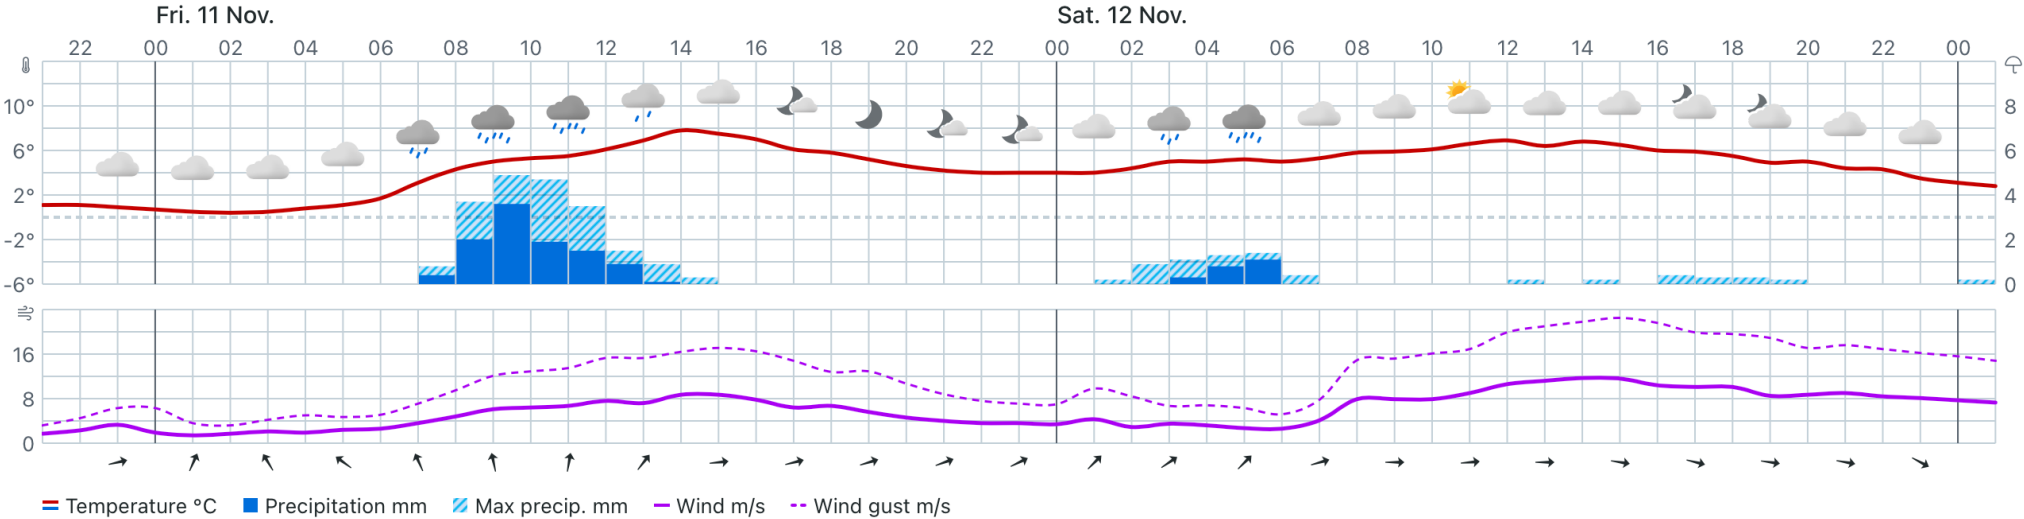 Fri. 11 Nov. Sat. 12 Nov.
22 00 02 04 06 08 10 12 14 16 18 20 22 00 02 04 06 08 10 12 14 16 18 20 22 00
10° 8
6° 6
2° 4
-2° 2
-6° 0
16
8
0
Temperature °C Precipitation mm Max precip. mm Wind m/s Wind gust m/s